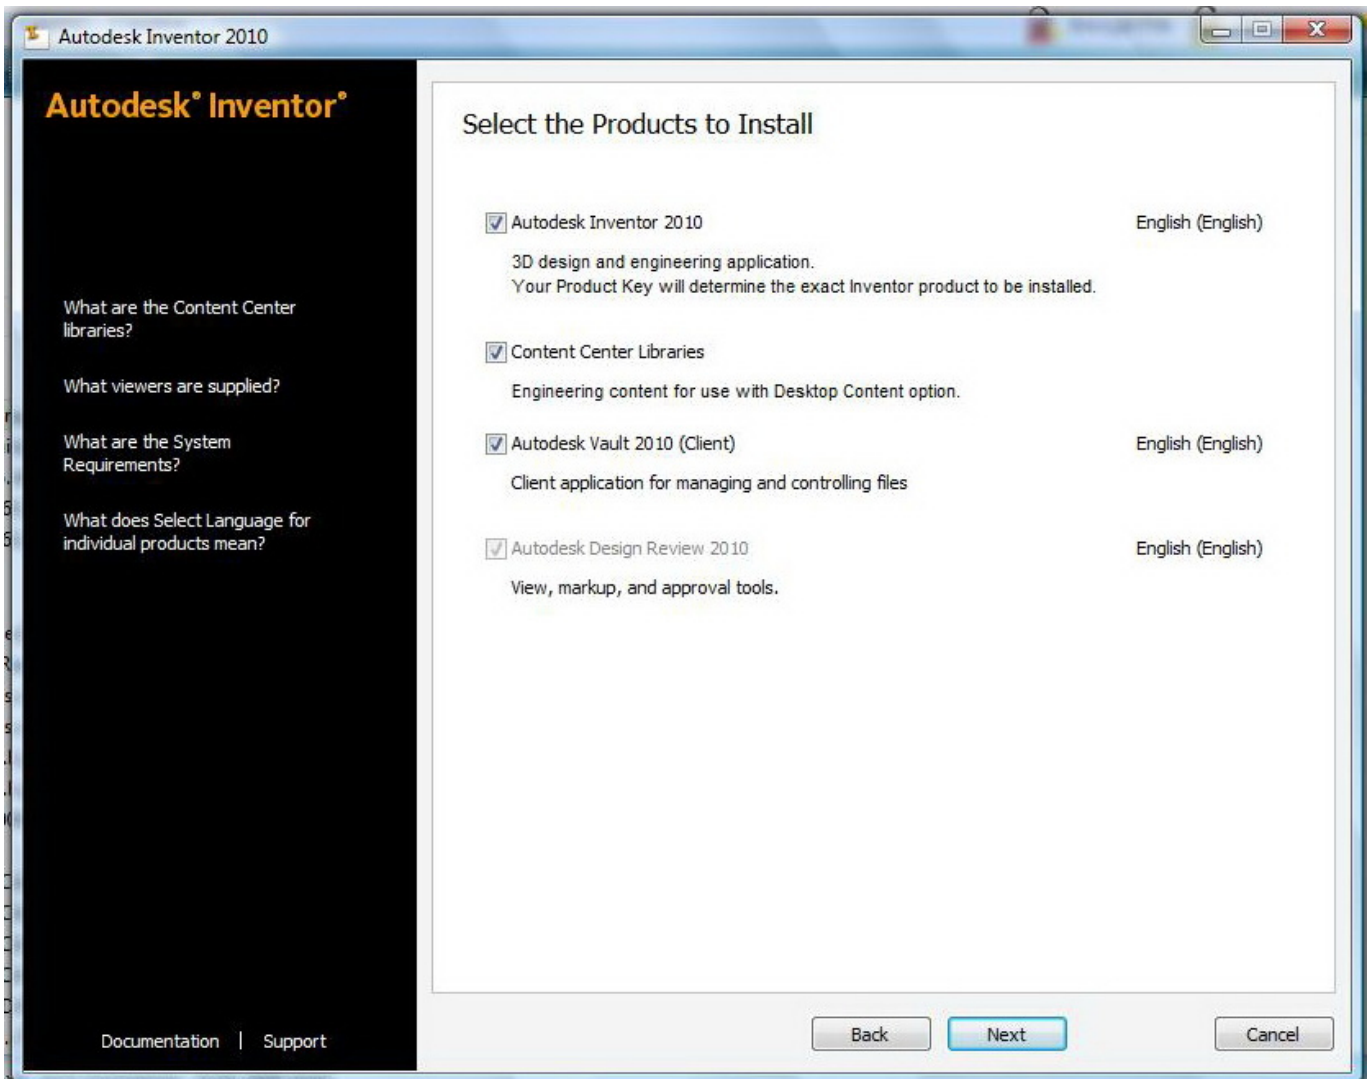 Autodesk Inventor 2010
Autodesk® Inventor®
What are the Content Center
libraries?
What viewers are supplied?
What are the System
Requirements?
What does Select Language for
individual products mean?
Documentation | Support
Select the Products to Install
Autodesk Inventor 2010 English (English)
3D design and engineering application.
Your Product Key will determine the exact Inventor product to be installed.
Content Center Libraries
Engineering content for use with Desktop Content option.
Autodesk Vault 2010 (Client) English (English)
Client application for managing and controlling files
Autodesk Design Review 2010 English (English)
View, markup, and approval tools.
Back Next Cancel